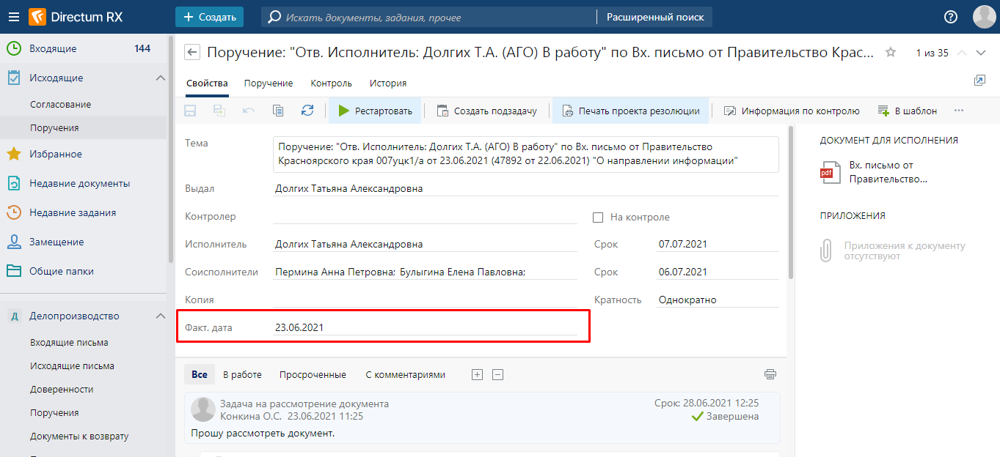 Directum RX
Создать
Искать документы, задания, прочее
Расширенный поиск
Входящие 144
Исходящие
Согласование
Поручения
Избранное
Недавние документы
Недавние задания
Замещение
Общие папки
Д Делопроизводство
Входящие письма
Исходящие письма
Доверенности
Поручения
Документы к возврату
Поручение: "Отв. Исполнитель: Долгих Т.А. (АГО) В работу" по Вх. письмо от Правительство Крас...
1 из 35
Свойства Поручение Контроль История
Рестартовать Создать подзадачу Печать проекта резолюции Информация по контролю В шаблон ...
Тема
Поручение: "Отв. Исполнитель: Долгих Т.А. (АГО) В работу" по Вх. письмо от Правительство
Красноярского края 007уцк1/а от 23.06.2021 (47892 от 22.06.2021) "О направлении информации"
Выдал Долгих Татьяна Александровна
Контролер На контроле
Исполнитель Долгих Татьяна Александровна Срок 07.07.2021
Соисполнители Пермина Анна Петровна; Булыгина Елена Павловна; Срок 06.07.2021
Копия Кратность Однократно
Факт. дата 23.06.2021
Все В работе Просроченные С комментариями
Задача на рассмотрение документа Срок: 28.06.2021 12:25
Конкина О.С. 23.06.2021 11:25 Завершена
Прошу рассмотреть документ.
ДОКУМЕНТ ДЛЯ ИСПОЛНЕНИЯ
pdf
Вх. письмо от
Правительство...
ПРИЛОЖЕНИЯ
Приложения к документу
отсутствуют